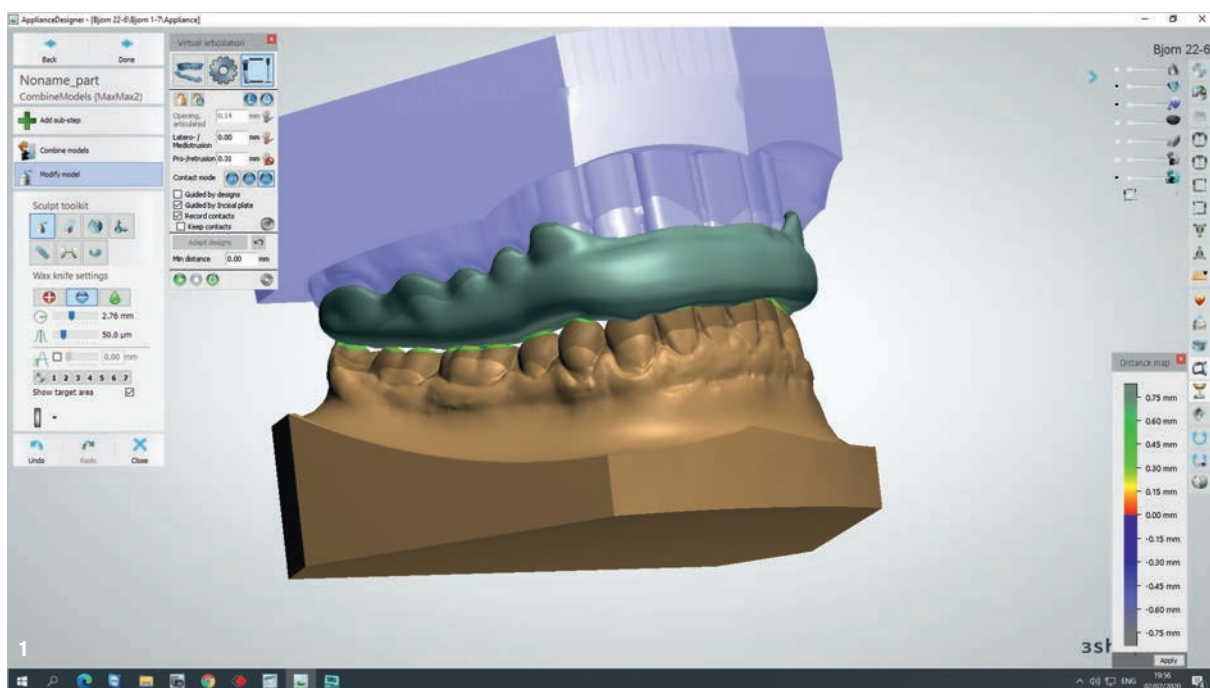 ApplianceDesigner - [Bjorn 22-6\Bjorn 1-7\Appliance]
Back
Done
Noname_part
CombineModels (MaxMax2)
Add sub-step
Combine models
Modify model
Sculpt toolkit
Wax knife settings
2.76 mm
50.0 µm
0.00 mm
1 2 3 4 5 6 7
Show target area
Undo
Redo
Close
Virtual articulation
Opening, articulated 0.14 mm
Latero- / Mediotrusion 0.00 mm
Pro-/retrusion 0.31 mm
Contact mode
Guided by designs
Guided by Incisal plate
Record contacts
Keep contacts
Adapt designs
Min distance 0.00 mm
Bjorn 22-6
Distance map
0.75 mm
0.60 mm
0.45 mm
0.30 mm
0.15 mm
0.00 mm
-0.15 mm
-0.30 mm
-0.45 mm
-0.60 mm
-0.75 mm
Apply
3sh
1
ENG
19:56
02/07/2020